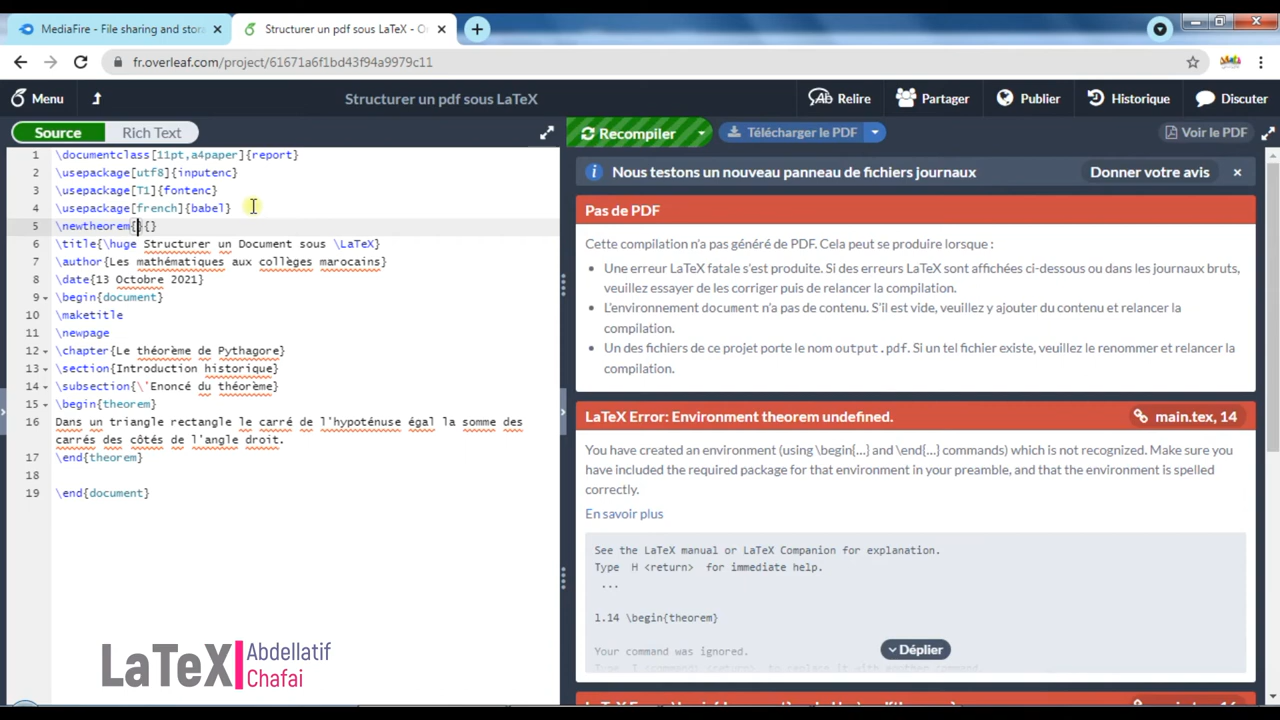 MediaFire - File sharing and stora
Structurer un pdf sous LaTeX - O
fr.overleaf.com/project/61671a6f1bd43f94a9979c11
Menu
Structurer un pdf sous LaTeX
Relire
Partager
Publier
Historique
Discuter
Source
Rich Text
Recompiler
Télécharger le PDF
Voir le PDF
1 \documentclass[11pt,a4paper]{report}
2 \usepackage[utf8]{inputenc}
3 \usepackage[T1]{fontenc}
4 \usepackage[french]{babel}
5 \newtheorem{}{}
6 \title{\huge Structurer un Document sous \LaTeX}
7 \author{Les mathématiques aux collèges marocains}
8 \date{13 Octobre 2021}
9 \begin{document}
10 \maketitle
11 \newpage
12 \chapter{Le théorème de Pythagore}
13 \section{Introduction historique}
14 \subsection{\'Enoncé du théorème}
15 \begin{theorem}
16 Dans un triangle rectangle le carré de l'hypoténuse égal la somme des
carrés des côtés de l'angle droit.
17 \end{theorem}
18
19 \end{document}
Nous testons un nouveau panneau de fichiers journaux
Donner votre avis
Pas de PDF
Cette compilation n'a pas généré de PDF. Cela peut se produire lorsque :
Une erreur LaTeX fatale s'est produite. Si des erreurs LaTeX sont affichées ci-dessous ou dans les journaux bruts,
veuillez essayer de les corriger puis de relancer la compilation.
L'environnement document n'a pas de contenu. S'il est vide, veuillez y ajouter du contenu et relancer la
compilation.
Un des fichiers de ce projet porte le nom output.pdf. Si un tel fichier existe, veuillez le renommer et relancer la
compilation.
LaTeX Error: Environment theorem undefined.
main.tex, 14
You have created an environment (using \begin{...} and \end{...} commands) which is not recognized. Make sure you
have included the required package for that environment in your preamble, and that the environment is spelled
correctly.
En savoir plus
See the LaTeX manual or LaTeX Companion for explanation.
Type H <return> for immediate help.
...
l.14 \begin{theorem}
Your command was ignored.
Déplier
LaTeX
Abdellatif
Chafai